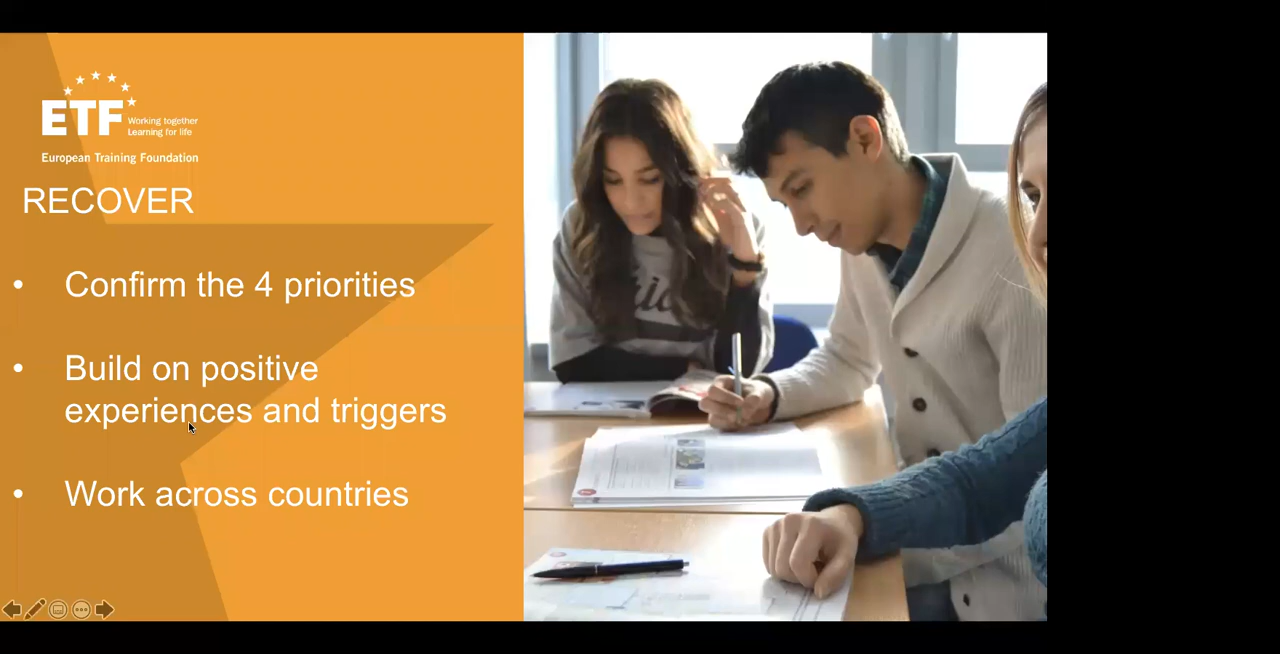 ETF
Working together
Learning for life
European Training Foundation
RECOVER
• Confirm the 4 priorities
• Build on positive
experiences and triggers
• Work across countries